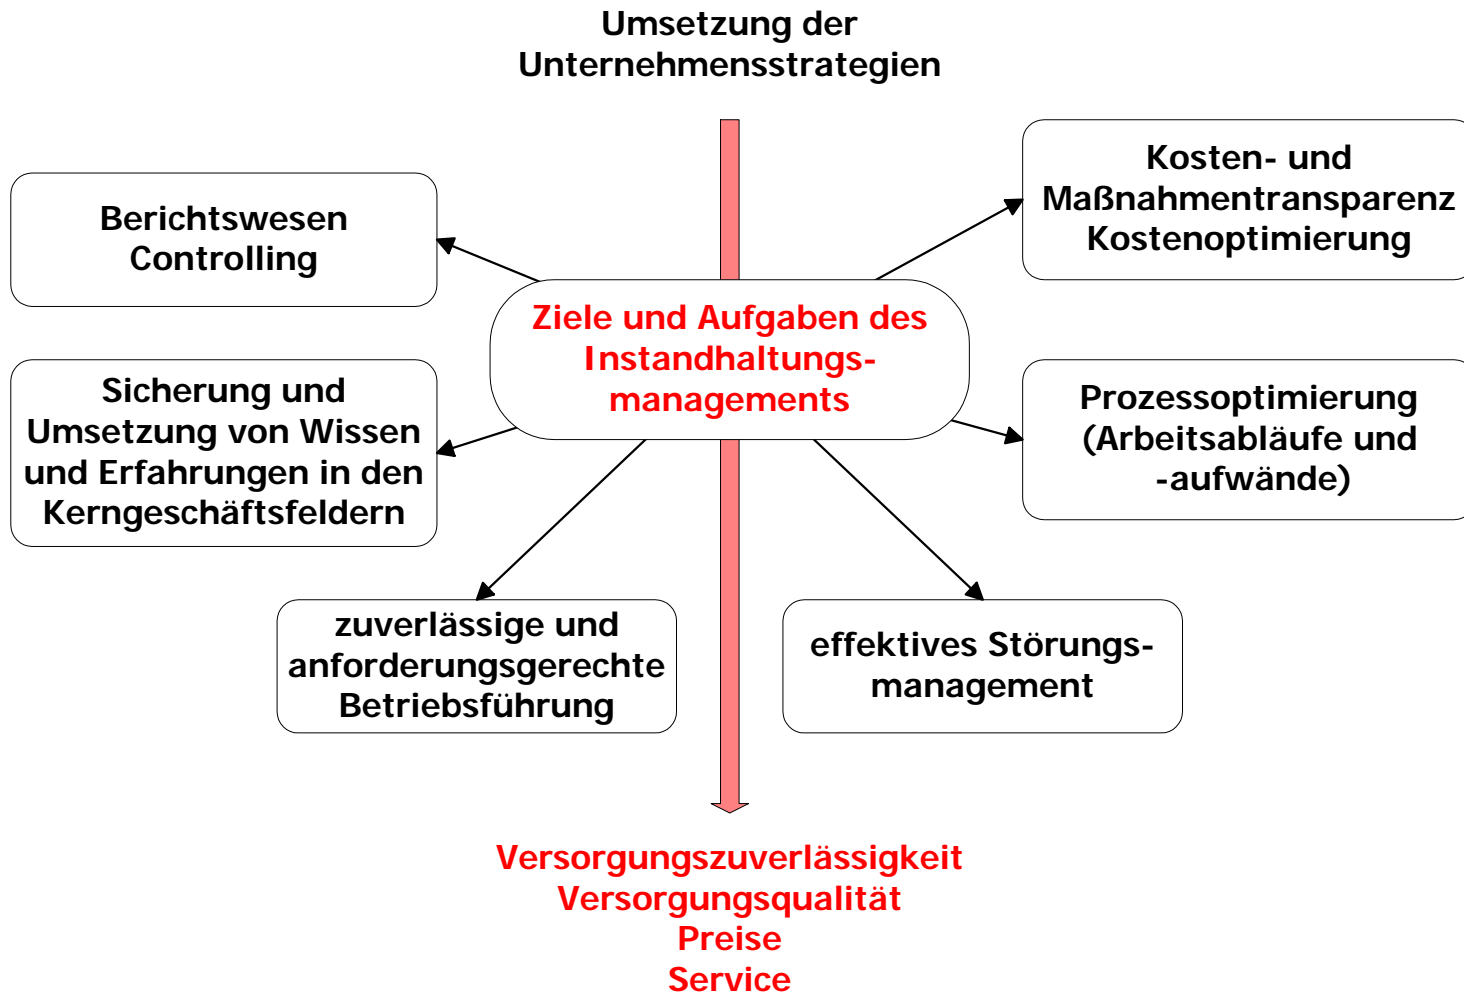 Umsetzung der
Unternehmensstrategien
Berichtswesen
Controlling
Kosten- und
Maßnahmentransparenz
Kostenoptimierung
Ziele und Aufgaben des
Instandhaltungs-
managements
Sicherung und
Umsetzung von Wissen
und Erfahrungen in den
Kerngeschäftsfeldern
Prozessoptimierung
(Arbeitsabläufe und
-aufwände)
zuverlässige und
anforderungsgerechte
Betriebsführung
effektives Störungs-
management
Versorgungszuverlässigkeit
Versorgungsqualität
Preise
Service